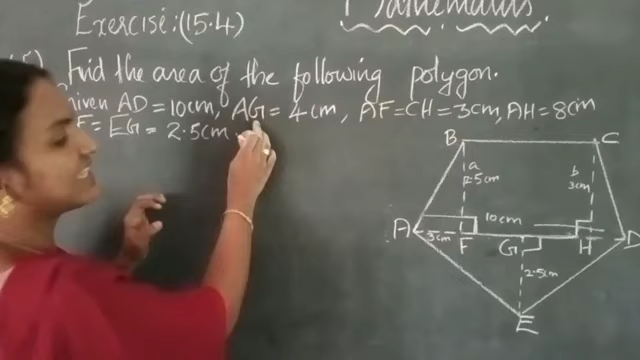 Mathematics.
Exercise:(15.4)
5) Find the area of the following polygon.
Given AD = 10cm, AG = 4cm, AF = CH = 3cm, AH = 8cm
F = EG = 2.5cm
B
C
a
2.5cm
b
3cm
10cm
A
3cm
F
G
H
D
2.5cm
E